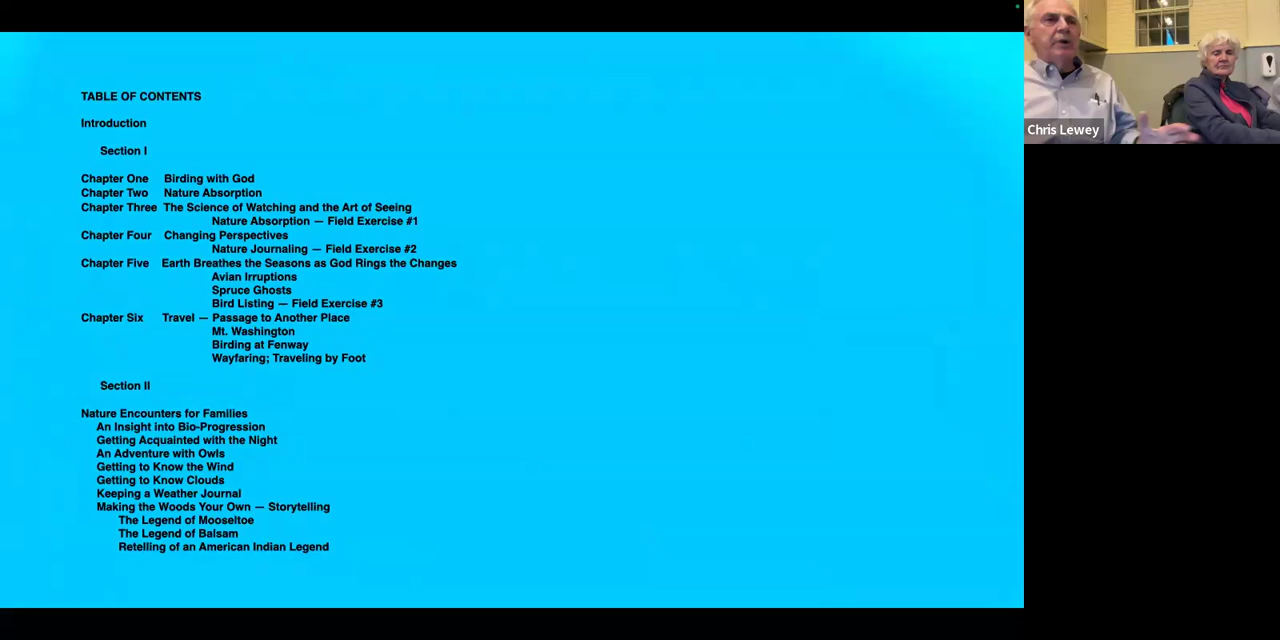 TABLE OF CONTENTS
Introduction
Section I
Chapter One Birding with God
Chapter Two Nature Absorption
Chapter Three The Science of Watching and the Art of Seeing
Nature Absorption — Field Exercise #1
Chapter Four Changing Perspectives
Nature Journaling — Field Exercise #2
Chapter Five Earth Breathes the Seasons as God Rings the Changes
Avian Irruptions
Spruce Ghosts
Bird Listing — Field Exercise #3
Chapter Six Travel — Passage to Another Place
Mt. Washington
Birding at Fenway
Wayfaring; Traveling by Foot
Section II
Nature Encounters for Families
An Insight into Bio-Progression
Getting Acquainted with the Night
An Adventure with Owls
Getting to Know the Wind
Getting to Know Clouds
Keeping a Weather Journal
Making the Woods Your Own — Storytelling
The Legend of Mooseltoe
The Legend of Balsam
Retelling of an American Indian Legend
Chris Lewey